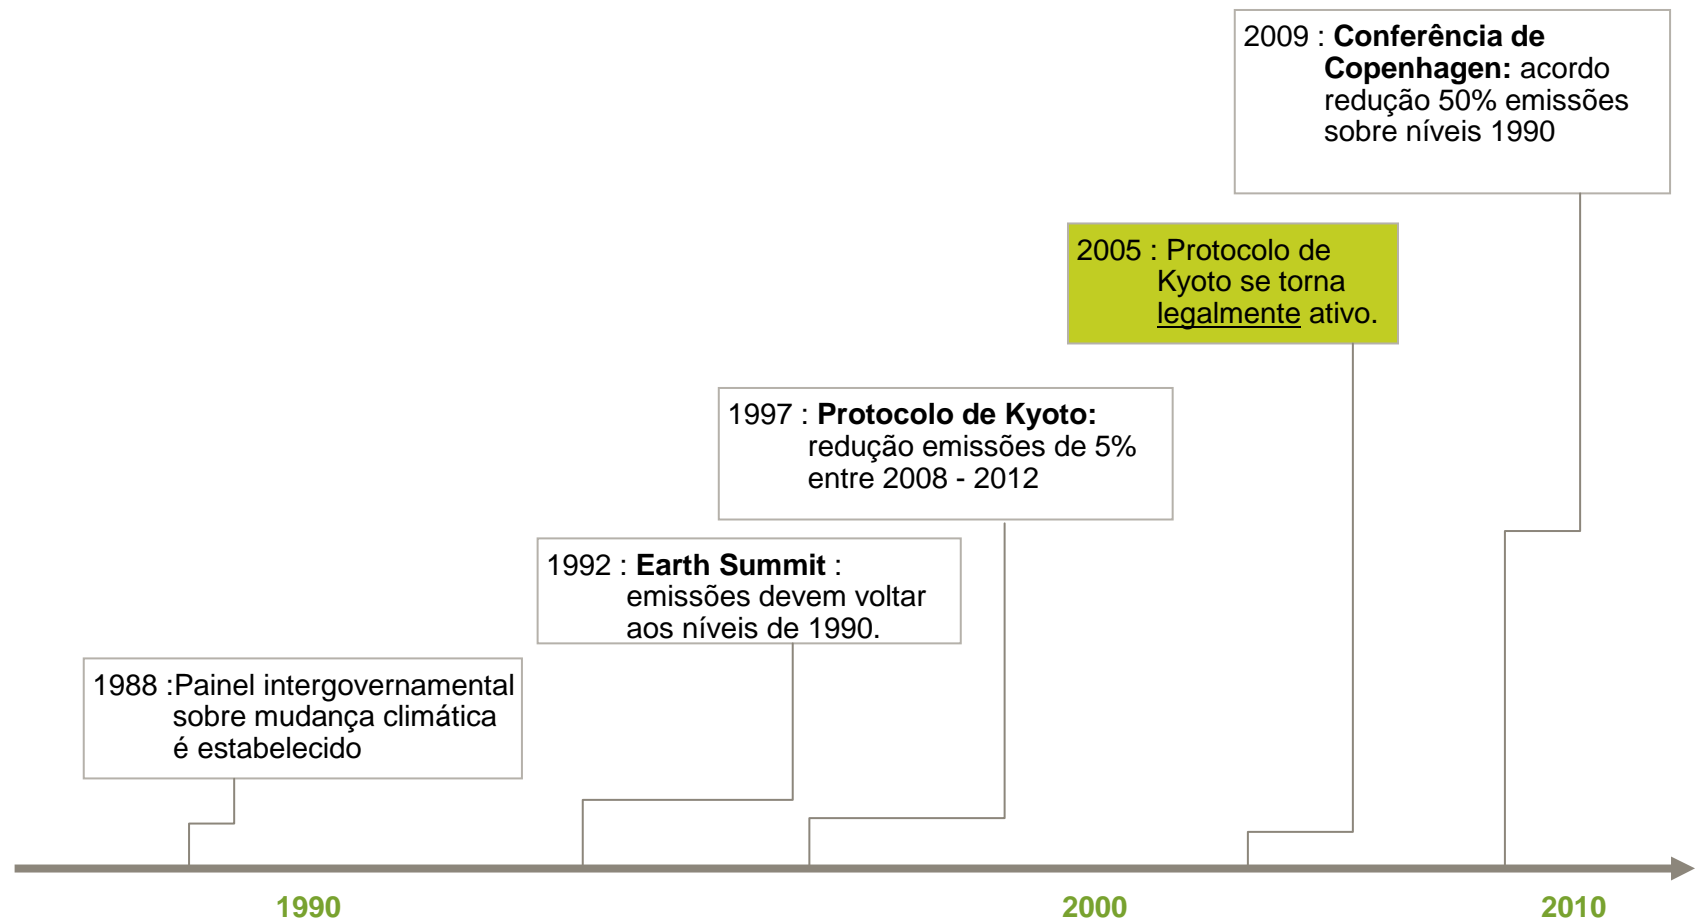 2009 : Conferência de
Copenhagen: acordo
redução 50% emissões
sobre níveis 1990
2005 : Protocolo de
Kyoto se torna
legalmente ativo.
1997 : Protocolo de Kyoto:
redução emissões de 5%
entre 2008 - 2012
1992 : Earth Summit :
emissões devem voltar
aos níveis de 1990.
1988 :Painel intergovernamental
sobre mudança climática
é estabelecido
1990
2000
2010